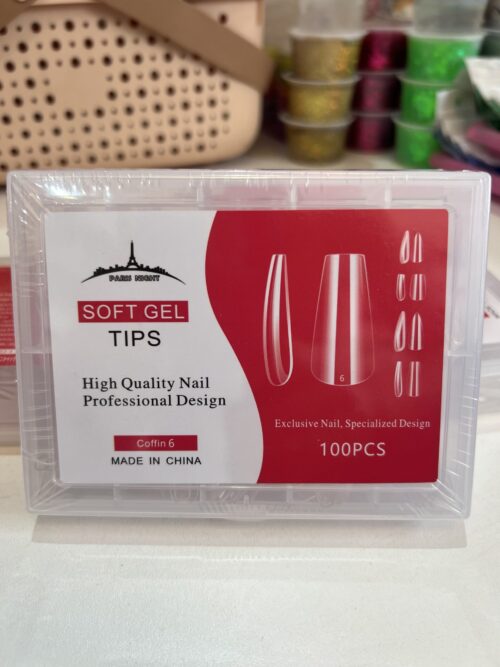 PARIS NIGHT
SOFT GEL
TIPS
High Quality Nail
Professional Design
Coffin 6
MADE IN CHINA
6
Exclusive Nail, Specialized Design
100PCS